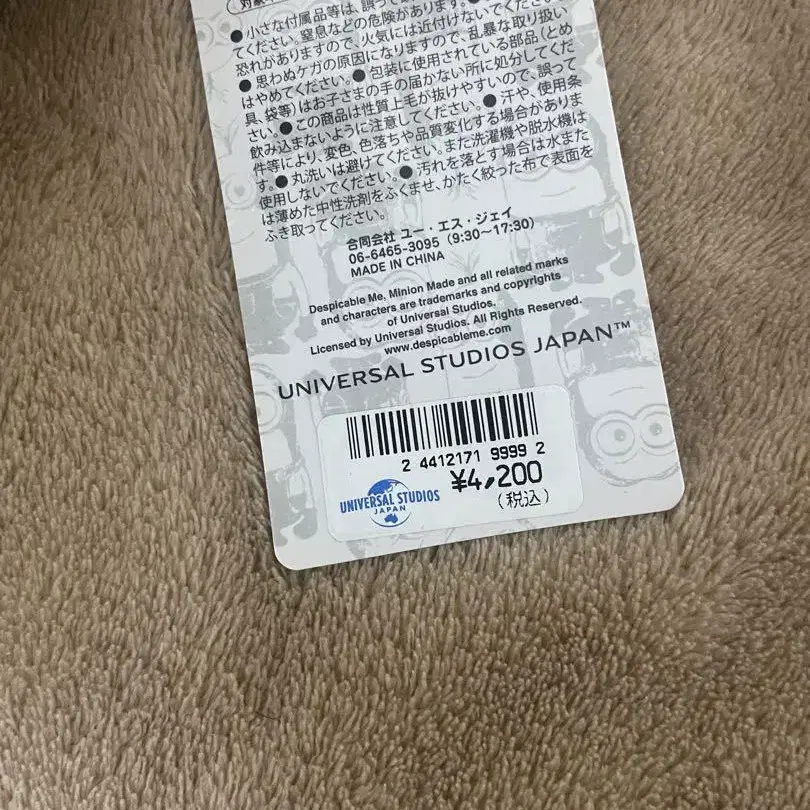 対象
● 小さな付属品等は、誤って
てください。窒息などの危険があります。
恐れがありますので、火気には近付けないでください。
● 思わぬケガの原因になりますので、乱暴な取り扱い
はやめてください。● 包装に使用されている部品(とめ
具、袋等)はお子さまの手の届かない所に処分してくだ
さい。● この商品は性質上毛が抜けやすいので、誤って
飲み込まないように注意してください。● 汗や、使用条
件等により、変色、色落ちや品質変化する場合がありま
す。● 丸洗いは避けてください。また洗濯機や脱水機は
使用しないでください。● 汚れを落とす場合は水また
は薄めた中性洗剤をふくませ、かたく絞った布で表面を
ふき取ってください。
合同会社 ユー・エス・ジェイ
06-6465-3095 (9:30~17:30)
MADE IN CHINA
Despicable Me, Minion Made and all related marks
and characters are trademarks and copyrights
of Universal Studios.
Licensed by Universal Studios. All Rights Reserved.
www.despicableme.com
UNIVERSAL STUDIOS JAPAN™
2 4412171 9999 2
¥4,200
(税込)
UNIVERSAL STUDIOS
JAPAN